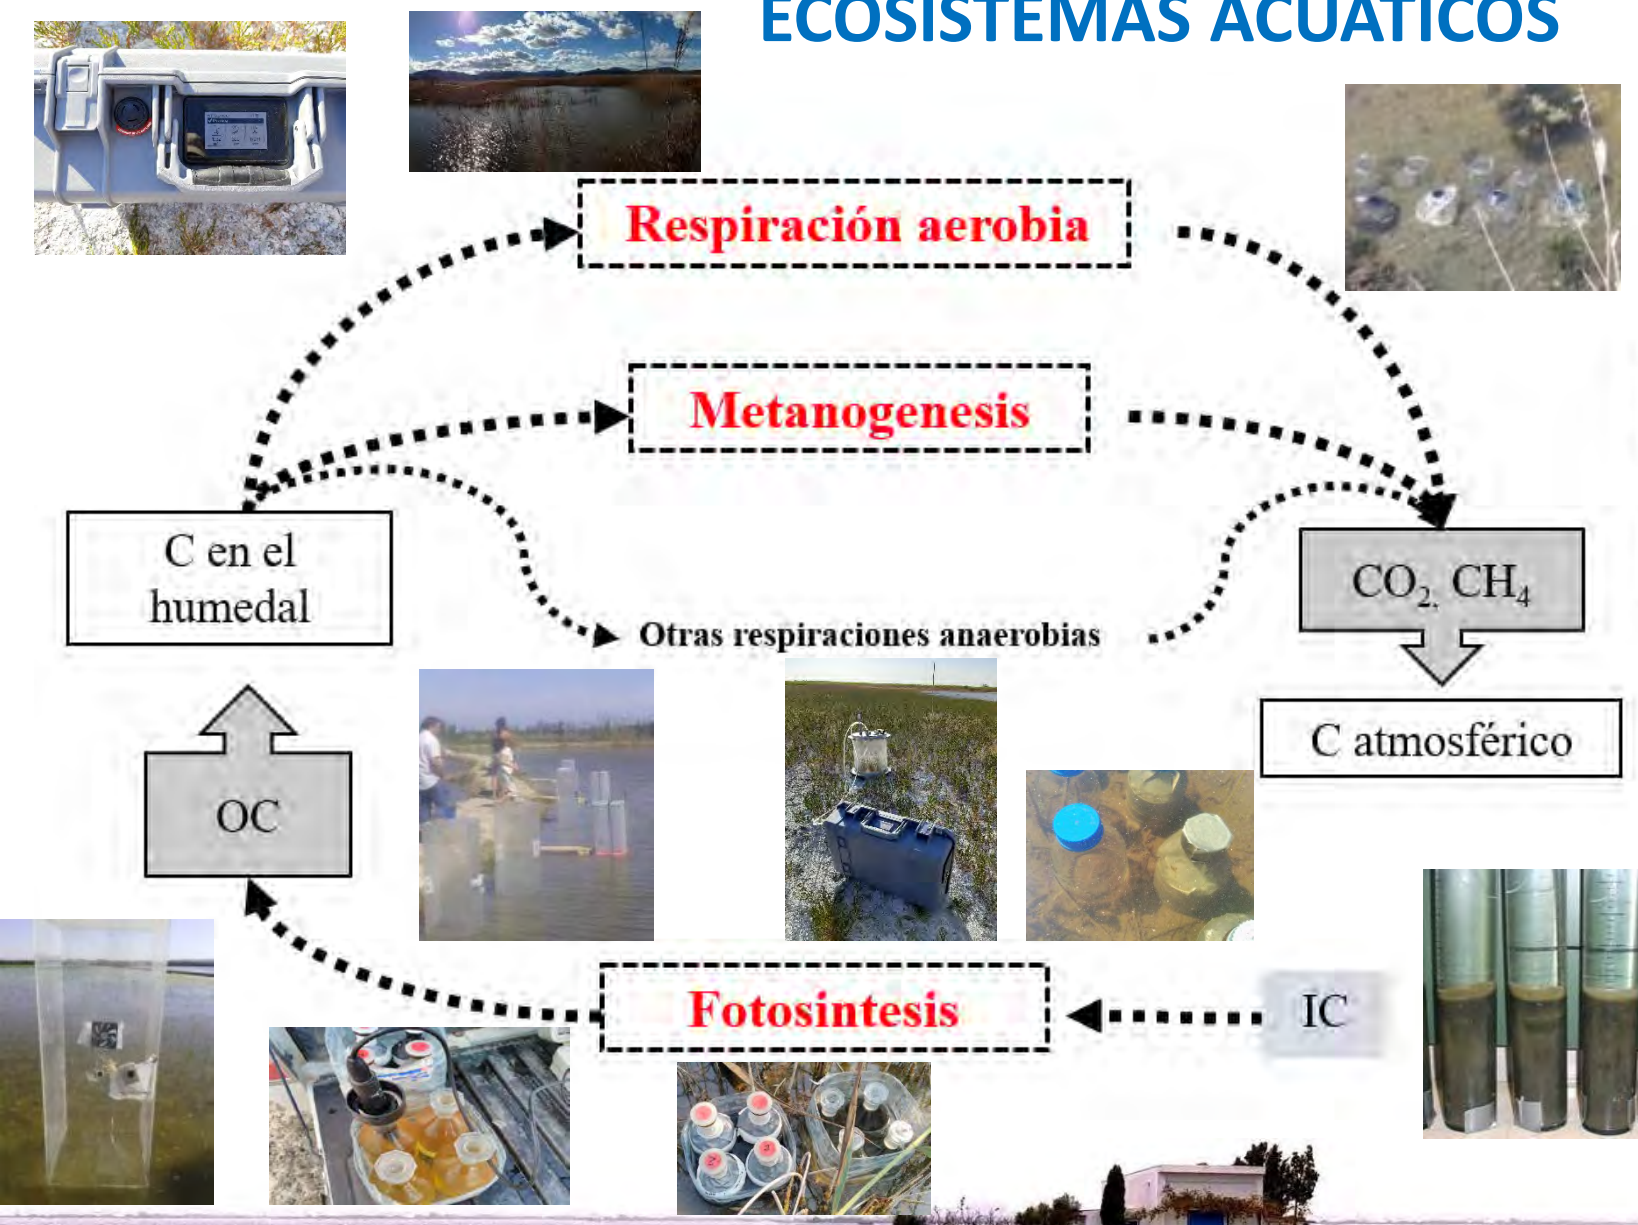 ECOSISTEMAS ACUÁTICOS
Respiración aerobia
Metanogenesis
C en el
humedal
CO₂, CH₄
Otras respiraciones anaerobias
C atmosférico
OC
Fotosintesis
IC